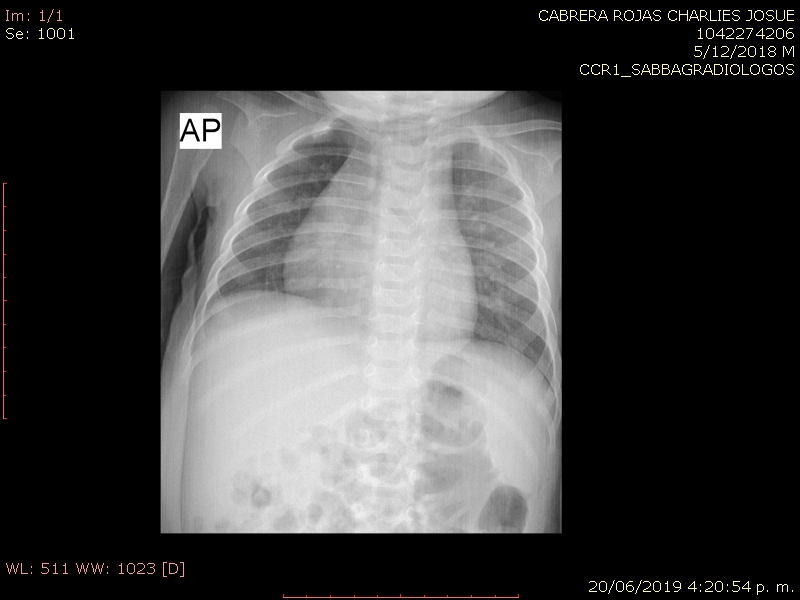 Im: 1/1
Se: 1001
CABRERA ROJAS CHARLIES JOSUE
1042274206
5/12/2018 M
CCR1_SABBAGRADIOLOGOS
AP
WL: 511 WW: 1023 [D]
20/06/2019 4:20:54 p. m.